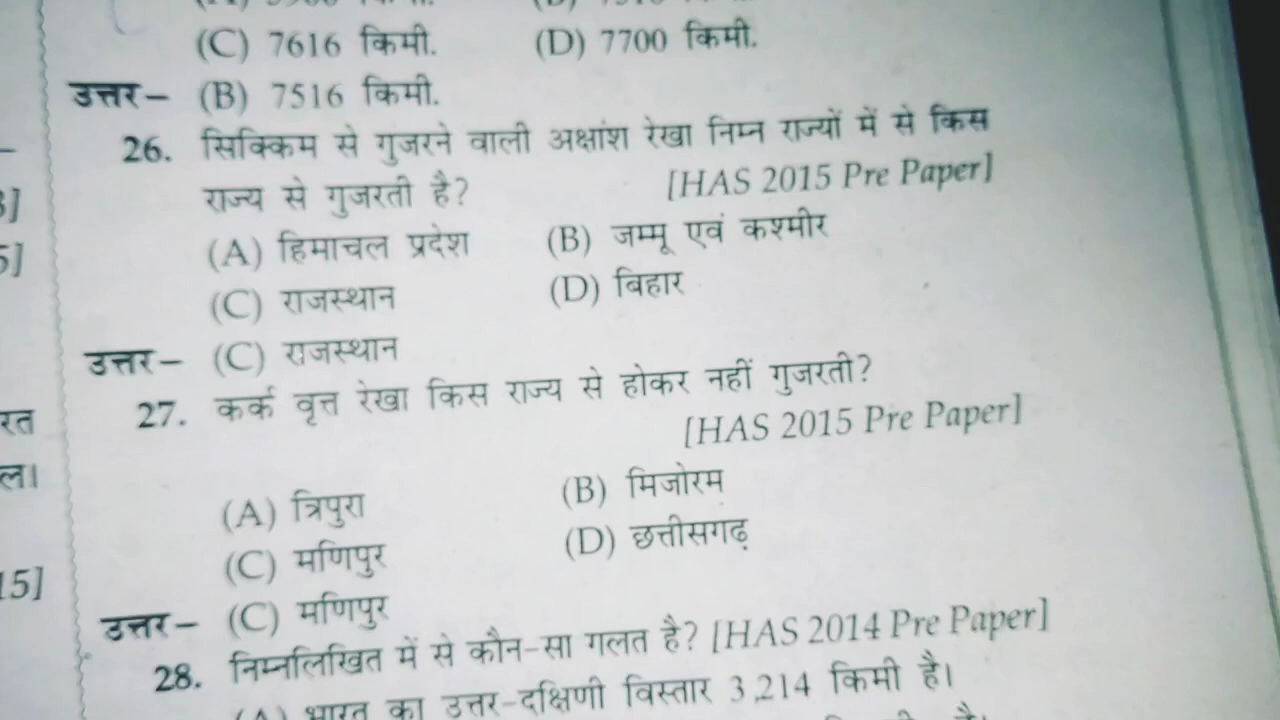 (C) 7616 किमी. (D) 7700 किमी.
उत्तर– (B) 7516 किमी.
26. सिक्किम से गुजरने वाली अक्षांश रेखा निम्न राज्यों में से किस
राज्य से गुजरती है? [HAS 2015 Pre Paper]
(A) हिमाचल प्रदेश (B) जम्मू एवं कश्मीर
(C) राजस्थान (D) बिहार
उत्तर– (C) राजस्थान
27. कर्क वृत्त रेखा किस राज्य से होकर नहीं गुजरती?
[HAS 2015 Pre Paper]
(A) त्रिपुरा (B) मिजोरम
(C) मणिपुर (D) छत्तीसगढ़
उत्तर– (C) मणिपुर
28. निम्नलिखित में से कौन-सा गलत है? [HAS 2014 Pre Paper]
(A) भारत का उत्तर-दक्षिणी विस्तार 3,214 किमी है।